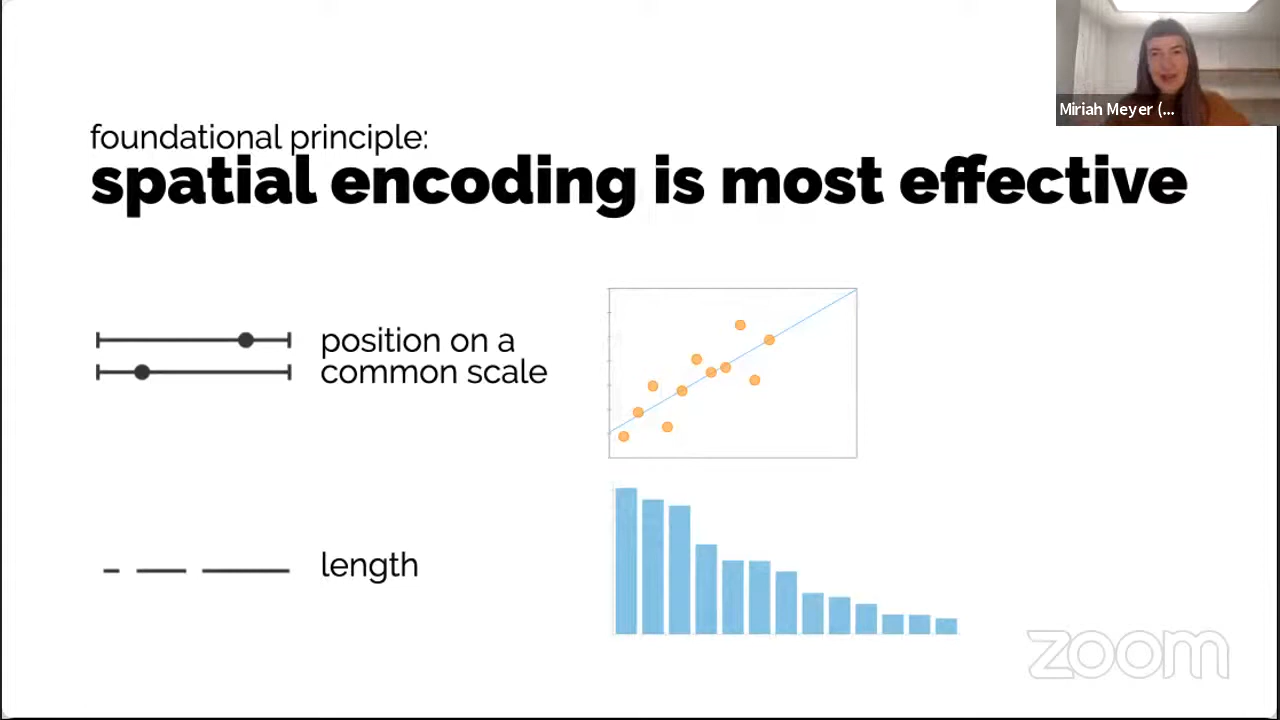 Miriah Meyer (...
foundational principle:
spatial encoding is most effective
position on a
common scale
length
zoom